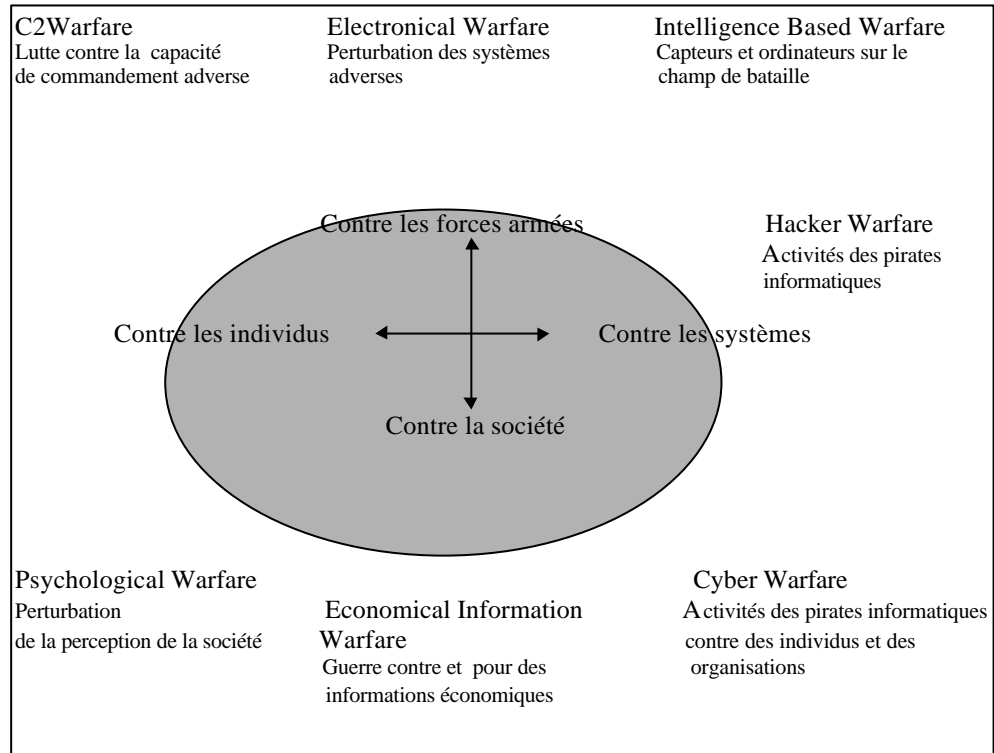 C2Warfare
Lutte contre la capacité
de commandement adverse
Electronical Warfare
Perturbation des systèmes
adverses
Intelligence Based Warfare
Capteurs et ordinateurs sur le
champ de bataille
Contre les forces armées
Hacker Warfare
Activités des pirates
informatiques
Contre les individus
Contre les systèmes
Contre la société
Psychological Warfare
Perturbation
de la perception de la société
Economical Information
Warfare
Guerre contre et pour des
informations économiques
Cyber Warfare
Activités des pirates informatiques
contre des individus et des
organisations